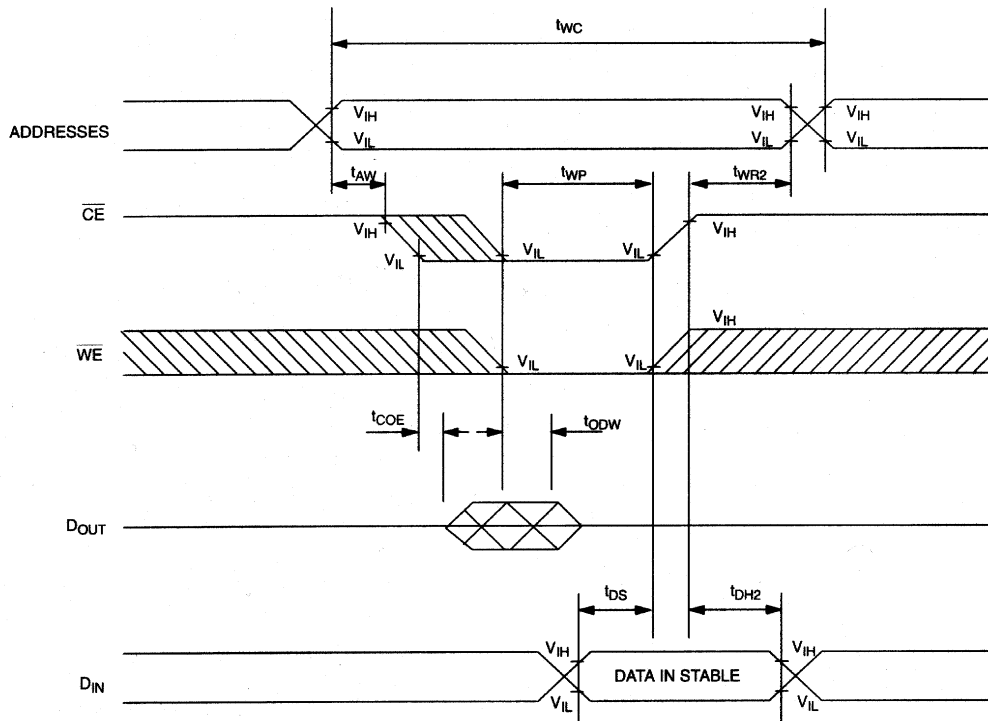 tWC
ADDRESSES
VIH
VIL
VIH
VIL
VIH
VIL
tAW
tWP
tWR2
CE
VIH
VIL
VIL
VIL
VIH
WE
VIL
VIL
VIH
tCOE
tODW
DOUT
tDS
tDH2
DIN
VIH
VIL
DATA IN STABLE
VIH
VIL